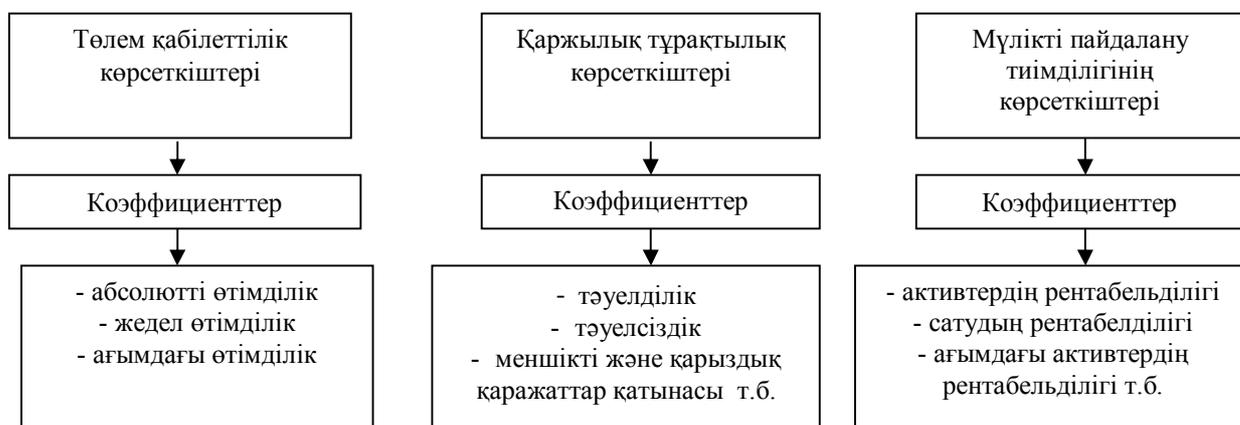 Төлем қабілеттілік
көрсеткіштері
Коэффициенттер
- абсолютті өтімділік
- жедел өтімділік
- ағымдағы өтімділік
Қаржылық тұрақтылық
көрсеткіштері
Коэффициенттер
- тәуелділік
- тәуелсіздік
- меншікті және қарыздық
қаражаттар қатынасы т.б.
Мүлікті пайдалану
тиімділігінің
көрсеткіштері
Коэффициенттер
- активтердің рентабельділігі
- сатудың рентабелділігі
- ағымдағы активтердің
рентабельділігі т.б.